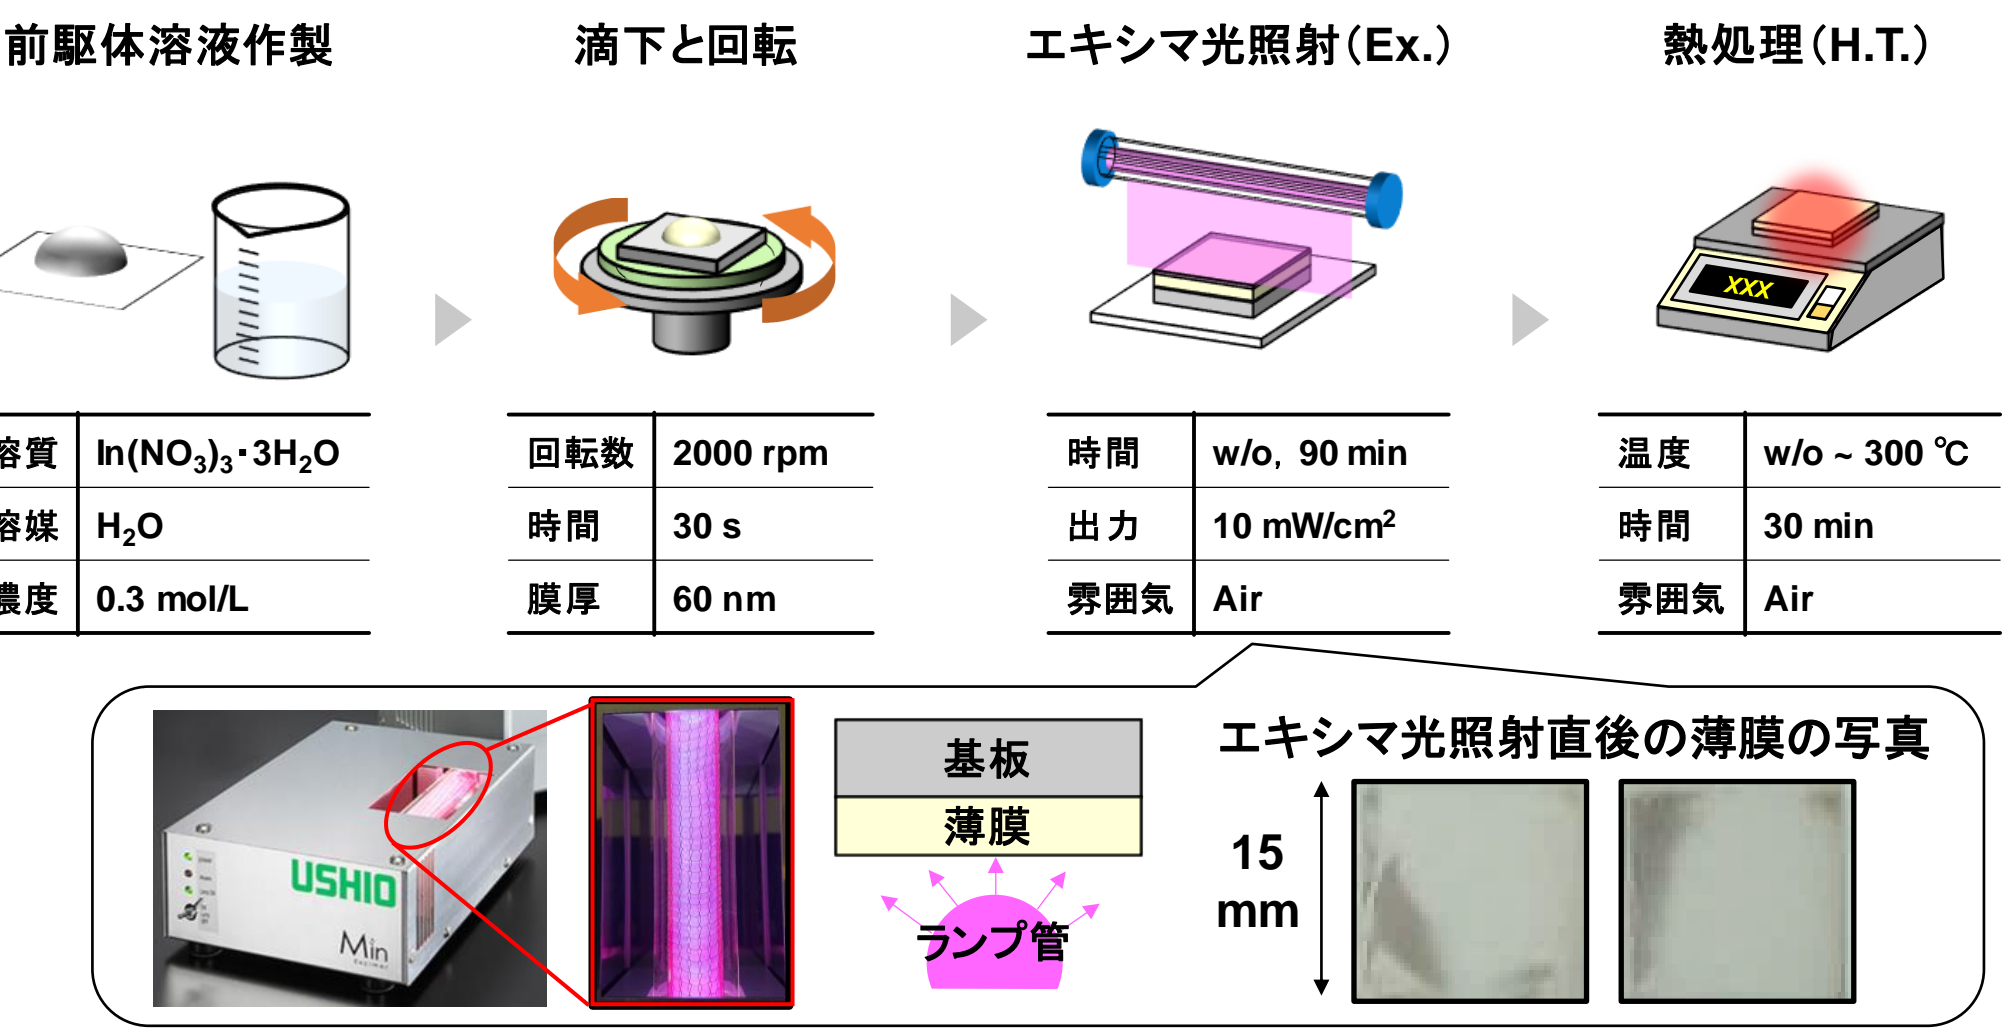 前駆体溶液作製
滴下と回転
エキシマ光照射（Ex.）
熱処理（H.T.）
XXX
溶質 In(NO₃)₃・3H₂O
溶媒 H₂O
濃度 0.3 mol/L
回転数 2000 rpm
時間 30 s
膜厚 60 nm
時間 w/o, 90 min
出力 10 mW/cm²
雰囲気 Air
温度 w/o ~ 300 ℃
時間 30 min
雰囲気 Air
USHIO
Min
基板
薄膜
ランプ管
エキシマ光照射直後の薄膜の写真
15
mm